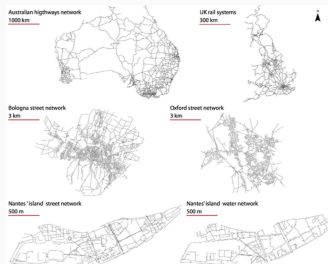 Australian higthways network
1000 km
UK rail systems
300 km
Bologna street network
3 km
Oxford street network
3 km
Nantes 'island street network
500 m
Nantes' island water network
500 m